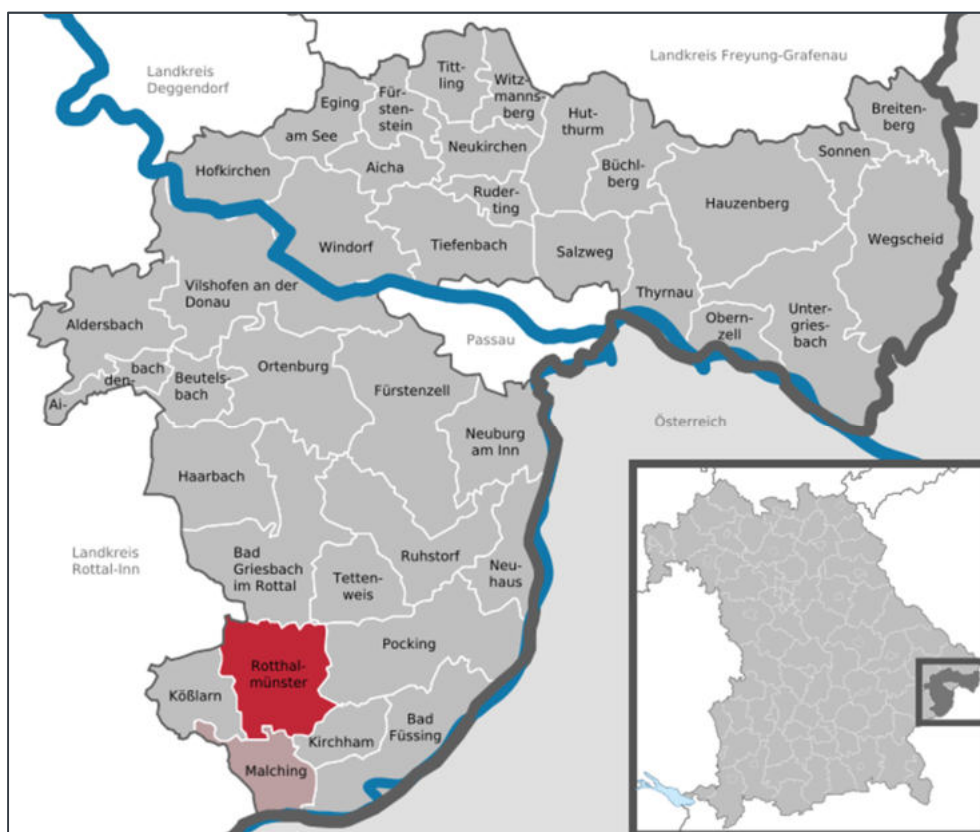 Landkreis
Deggendorf
Landkreis Freyung-Grafenau
Titt-
ling
Witz-
manns-
berg
Für-
sten-
stein
Eging
am See
Hut-
thurm
Breiten-
berg
Neukirchen
Sonnen
Hofkirchen
Aicha
Büchl-
berg
Ruder-
ting
Hauzenberg
Windorf
Tiefenbach
Salzweg
Wegscheid
Vilshofen an der
Donau
Thyrnau
Unter-
gries-
bach
Obern-
zell
Aldersbach
Passau
Ai-
den-
bach
Beutels-
bach
Ortenburg
Fürstenzell
Österreich
Neuburg
am Inn
Haarbach
Landkreis
Rottal-Inn
Bad
Griesbach
im Rottal
Ruhstorf
Tetten-
weis
Neu-
haus
Pocking
Rotthal-
münster
Kößlarn
Bad
Füssing
Kirchham
Malching